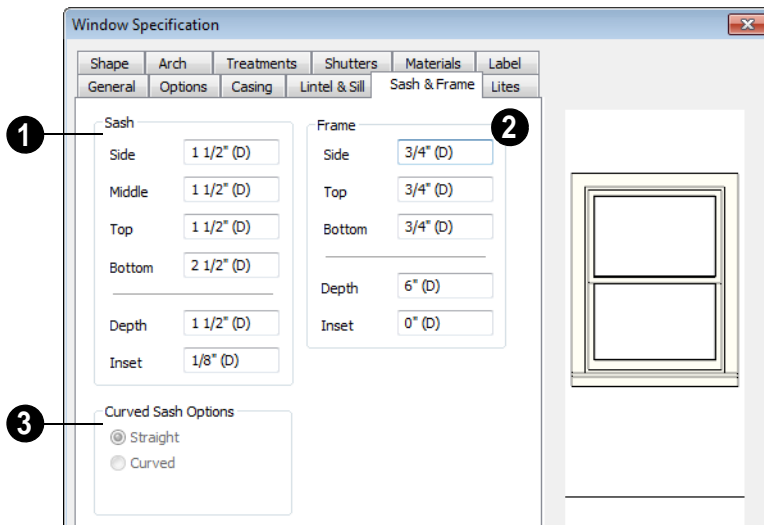 Window Specification
Shape Arch Treatments Shutters Materials Label
General Options Casing Lintel & Sill Sash & Frame Lites
1
Sash
Side 1 1/2" (D)
Middle 1 1/2" (D)
Top 1 1/2" (D)
Bottom 2 1/2" (D)
Depth 1 1/2" (D)
Inset 1/8" (D)
2
Frame
Side 3/4" (D)
Top 3/4" (D)
Bottom 3/4" (D)
Depth 6" (D)
Inset 0" (D)
3
Curved Sash Options
Straight
Curved